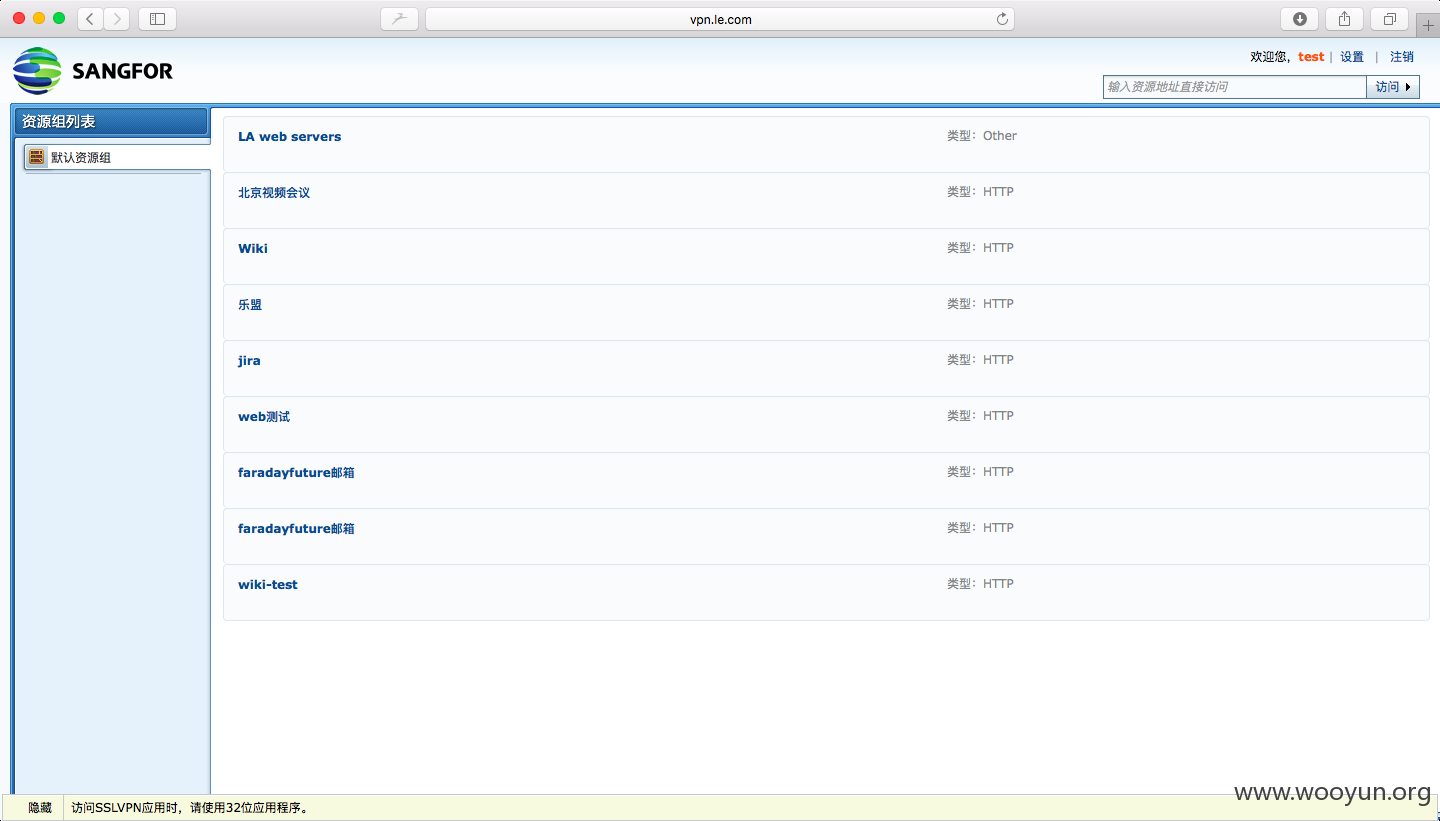 vpn.le.com
SANGFOR
欢迎您, test | 设置 | 注销
输入资源地址直接访问 访问
资源组列表
默认资源组
LA web servers 类型: Other
北京视频会议 类型: HTTP
Wiki 类型: HTTP
乐盟 类型: HTTP
jira 类型: HTTP
web测试 类型: HTTP
faradayfuture邮箱 类型: HTTP
faradayfuture邮箱 类型: HTTP
wiki-test 类型: HTTP
www.wooyun.org
隐藏 访问SSLVPN应用时，请使用32位应用程序。